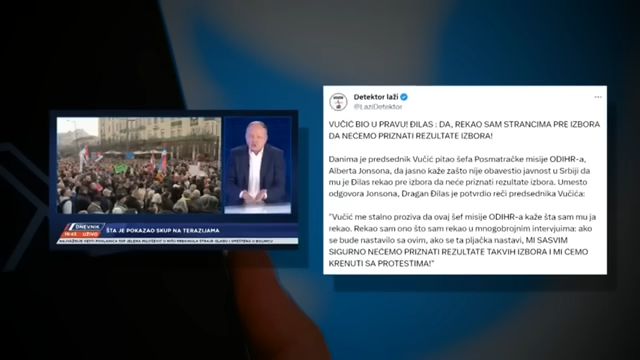 Detektor laži
@LaziDetektor
VUČIĆ BIO U PRAVU! ĐILAS : DA, REKAO SAM STRANCIMA PRE IZBORA
DA NEĆEMO PRIZNATI REZULTATE IZBORA!
Danima je predsednik Vučić pitao šefa Posmatračke misije ODIHR-a,
Alberta Jonsona, da jasno kaže zašto nije obavestio javnost u Srbiji da
mu je Đilas rekao pre izbora da neće priznati rezultate izbora. Umesto
odgovora Jonsona, Dragan Đilas je potvrdio reči predsednika Vučića:
"Vučić me stalno proziva da ovaj šef misije ODIHR-a kaže šta sam mu ja
rekao. Rekao sam ono što sam rekao u mnogobrojnim intervjuima: ako
se bude nastavilo sa ovim, ako se ta pljačka nastavi, MI SASVIM
SIGURNO NEĆEMO PRIZNATI REZULTATE TAKVIH IZBORA I MI ĆEMO
KRENUTI SA PROTESTIMA!"
DNEVNIK
19:45 UŽIVO
ŠTA JE POKAZAO SKUP NA TERAZIJAMA